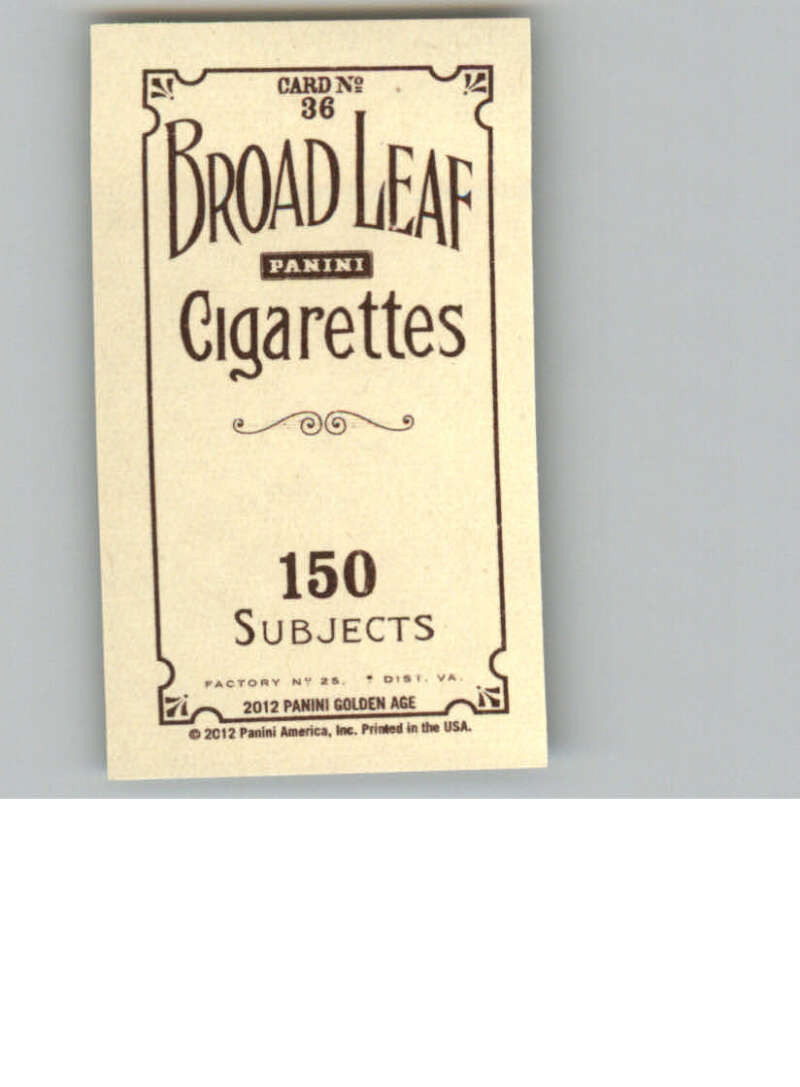 CARD Nº
36
BROAD LEAF
PANINI
Cigarettes
150
SUBJECTS
FACTORY Nº 25. * DIST. VA.
2012 PANINI GOLDEN AGE
© 2012 Panini America, Inc. Printed in the USA.